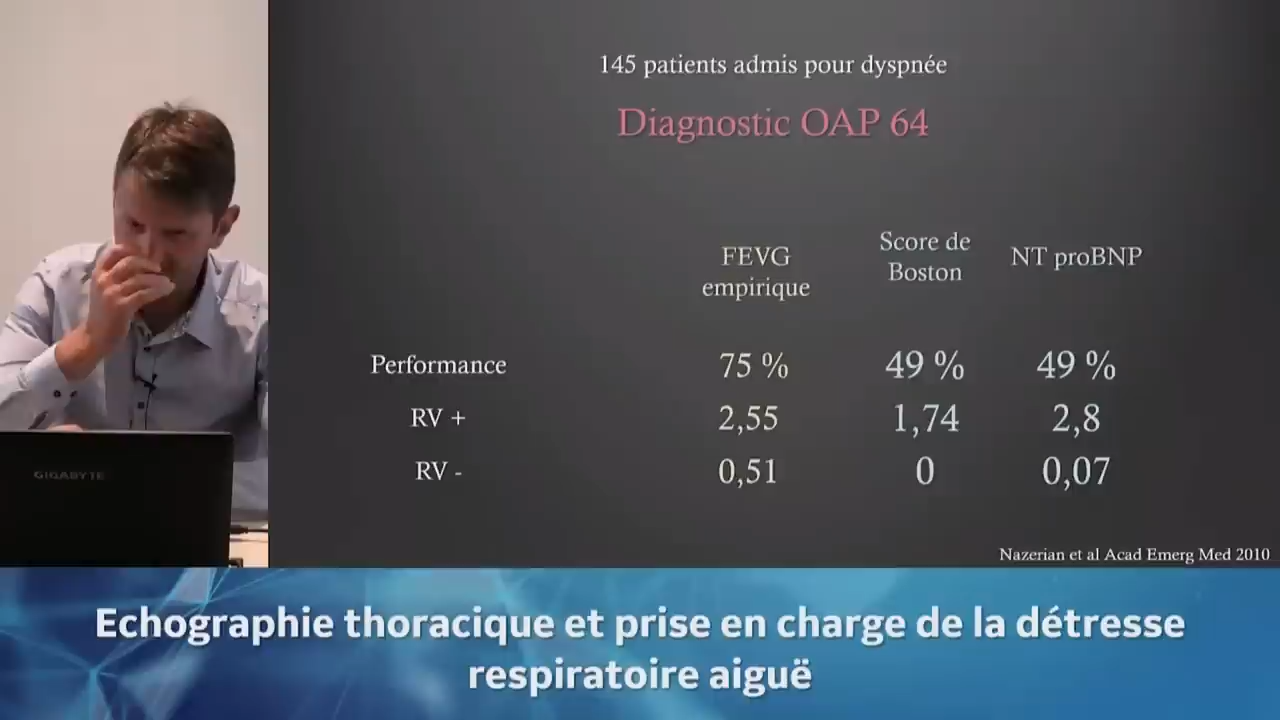 145 patients admis pour dyspnée
Diagnostic OAP 64
FEVG empirique
Score de Boston
NT proBNP
Performance 75 % 49 % 49 %
RV + 2,55 1,74 2,8
RV - 0,51 0 0,07
Nazerian et al Acad Emerg Med 2010
GIGABYTE
Echographie thoracique et prise en charge de la détresse
respiratoire aiguë